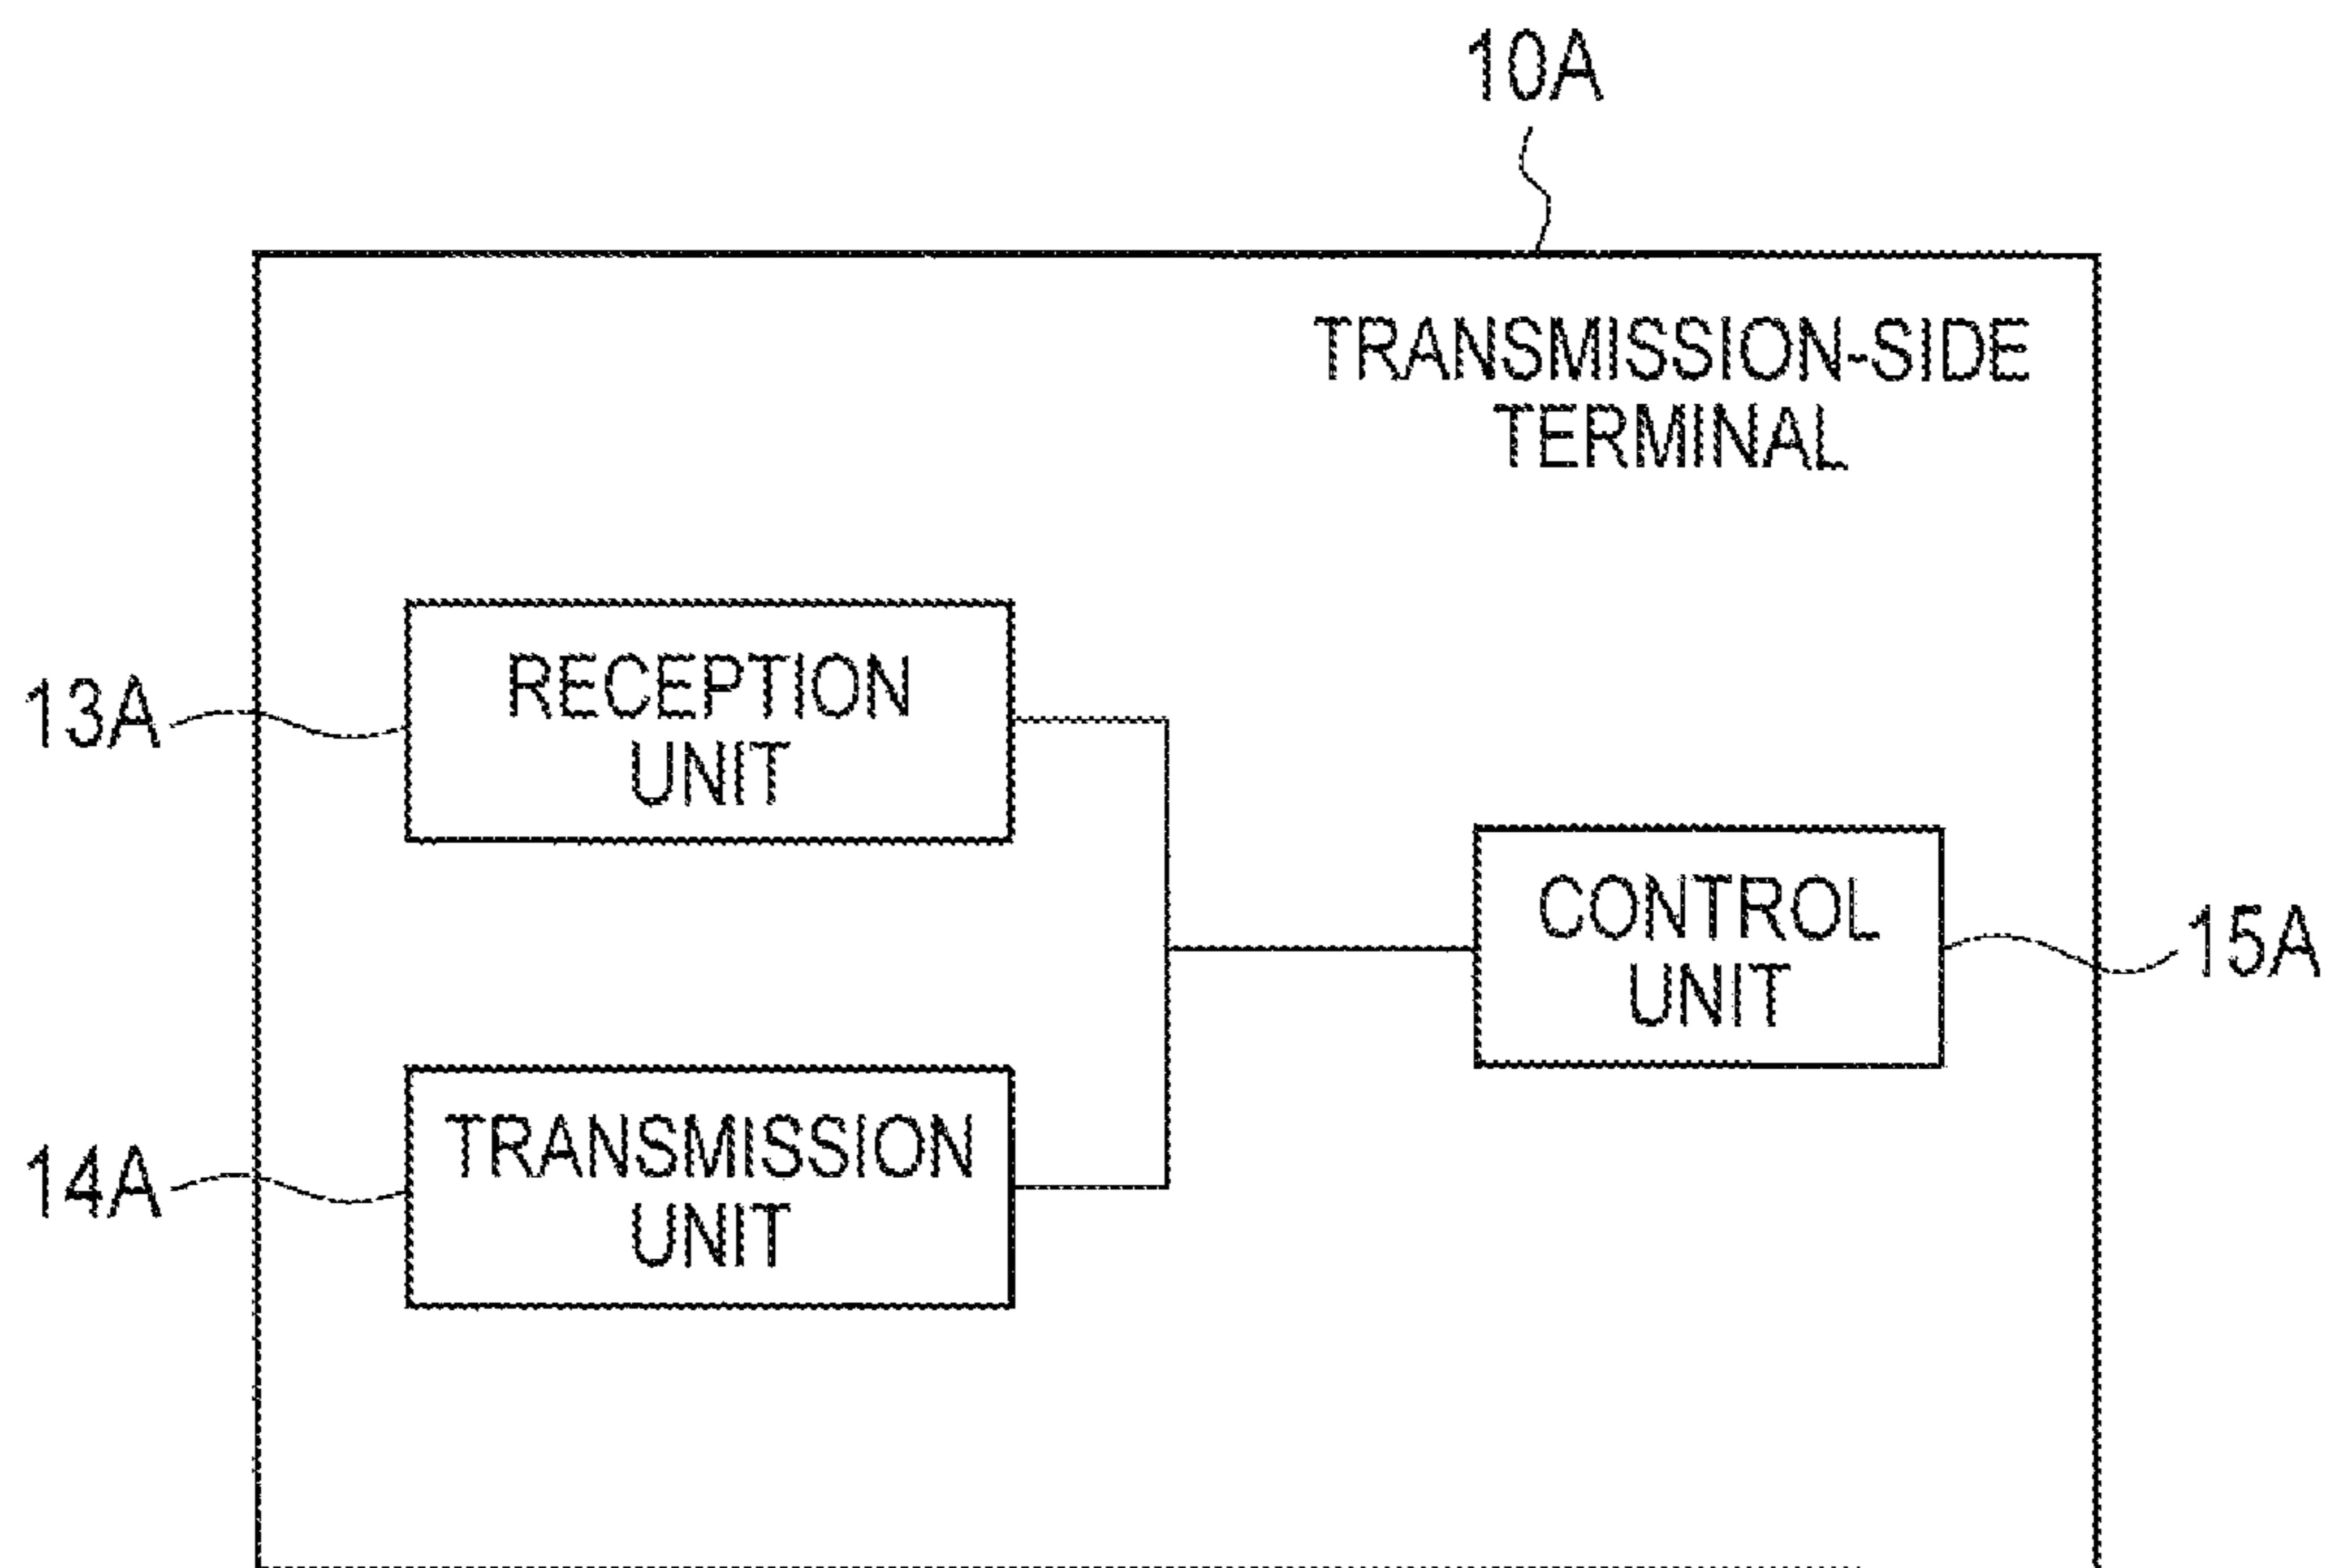 10A
TRANSMISSION-SIDE
TERMINAL
RECEPTION
UNIT
13A
CONTROL
UNIT
15A
TRANSMISSION
UNIT
14A